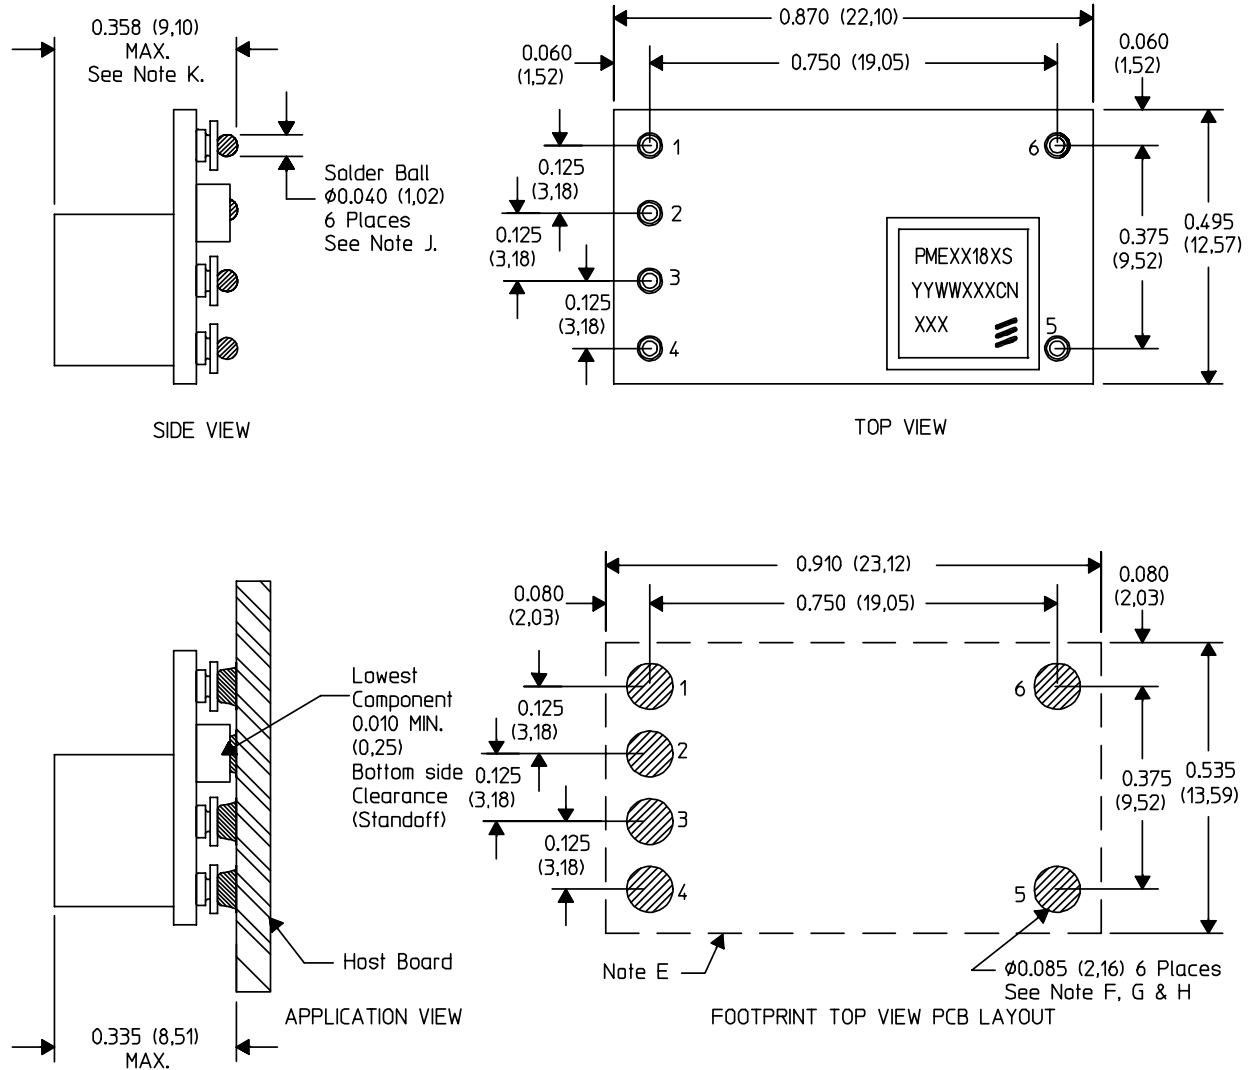 0.358 (9,10)
MAX.
See Note K.
Solder Ball
ø0.040 (1,02)
6 Places
See Note J.
SIDE VIEW
0.870 (22,10)
0.750 (19,05)
0.060
(1,52)
0.060
(1,52)
0.125
(3,18)
0.125
(3,18)
0.125
(3,18)
1
2
3
4
6
5
PMEXX18XS
YYWWXXXCN
XXX
0.375
(9,52)
0.495
(12,57)
TOP VIEW
Lowest
Component
0.010 MIN.
(0,25)
Bottom side
Clearance
(Standoff)
Host Board
APPLICATION VIEW
0.335 (8,51)
MAX.
0.910 (23,12)
0.750 (19,05)
0.080
(2,03)
0.080
(2,03)
0.125
(3,18)
0.125
(3,18)
0.125
(3,18)
1
2
3
4
6
5
0.375
(9,52)
0.535
(13,59)
Note E
ø0.085 (2,16) 6 Places
See Note F, G & H
FOOTPRINT TOP VIEW PCB LAYOUT